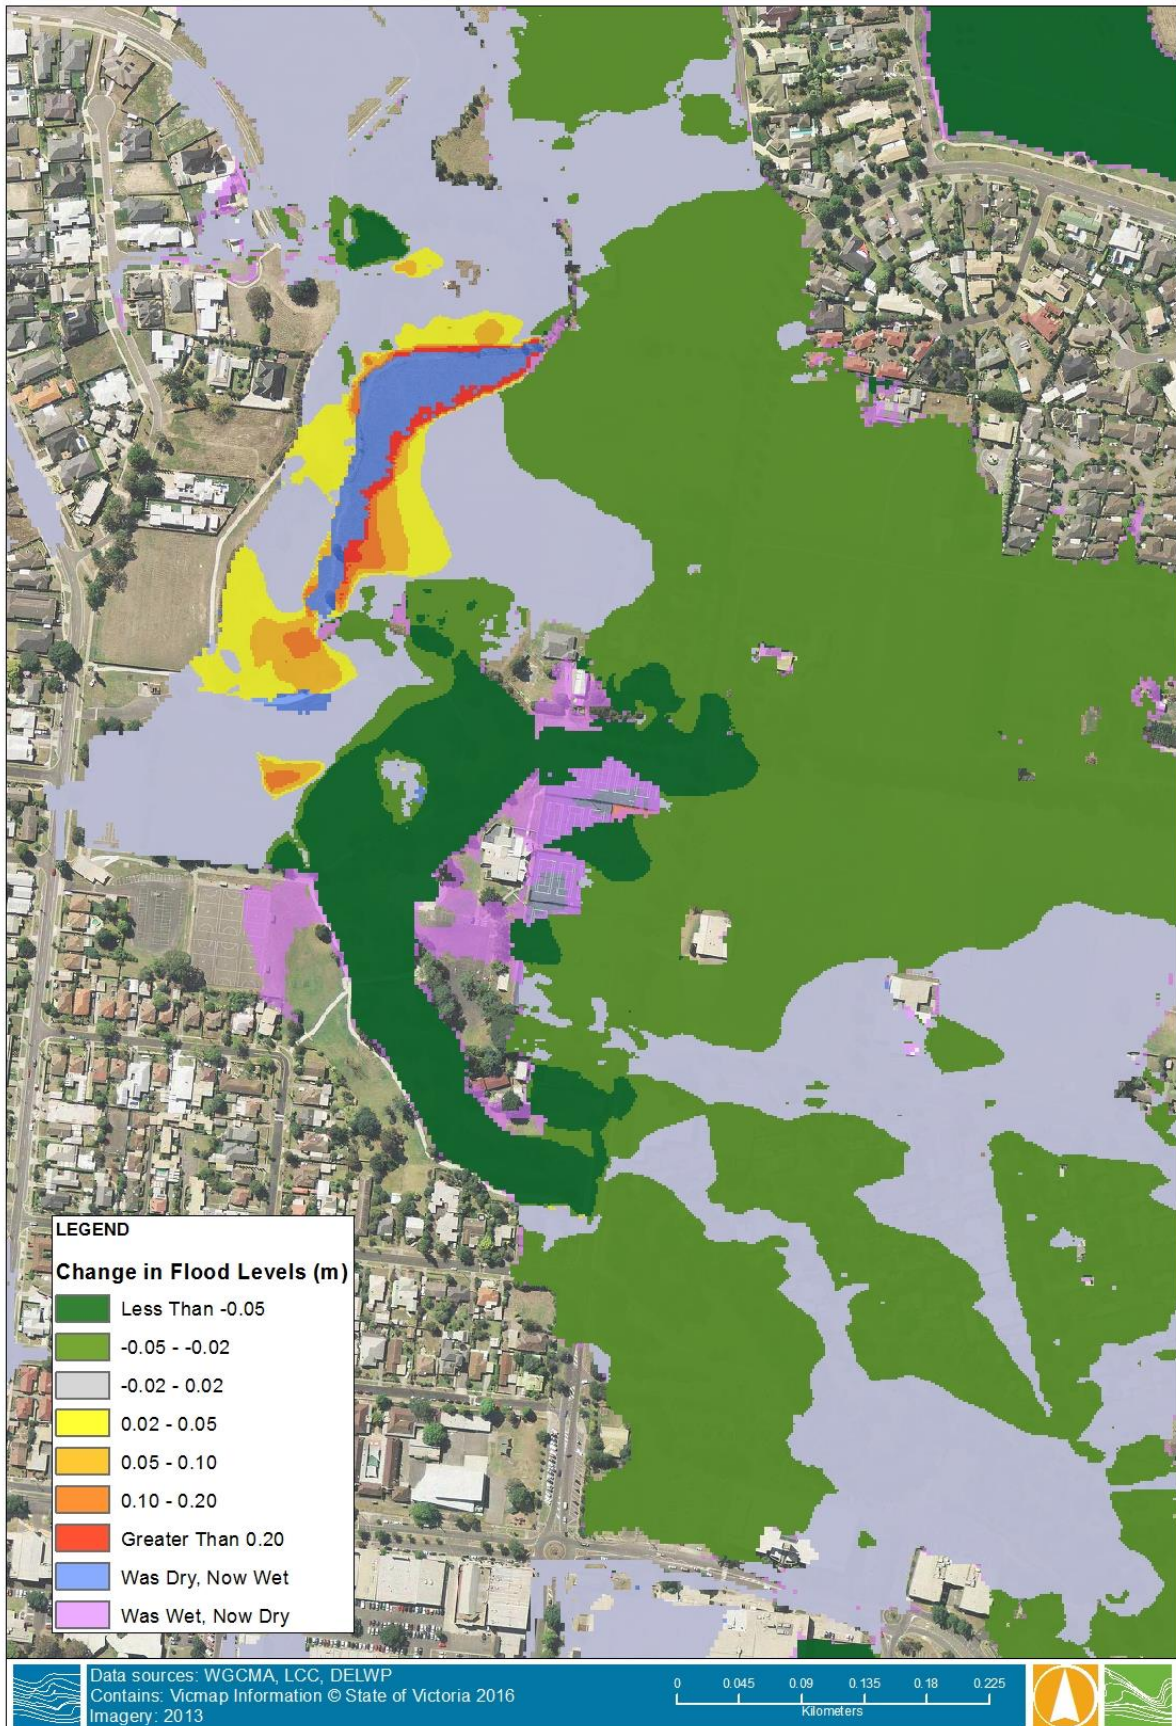 LEGEND
Change in Flood Levels (m)
Less Than -0.05
-0.05 - -0.02
-0.02 - 0.02
0.02 - 0.05
0.05 - 0.10
0.10 - 0.20
Greater Than 0.20
Was Dry, Now Wet
Was Wet, Now Dry
Data sources: WGCMA, LCC, DELWP
Contains: Vicmap Information © State of Victoria 2016
Imagery: 2013
0 0.045 0.09 0.135 0.18 0.225
Kilometers